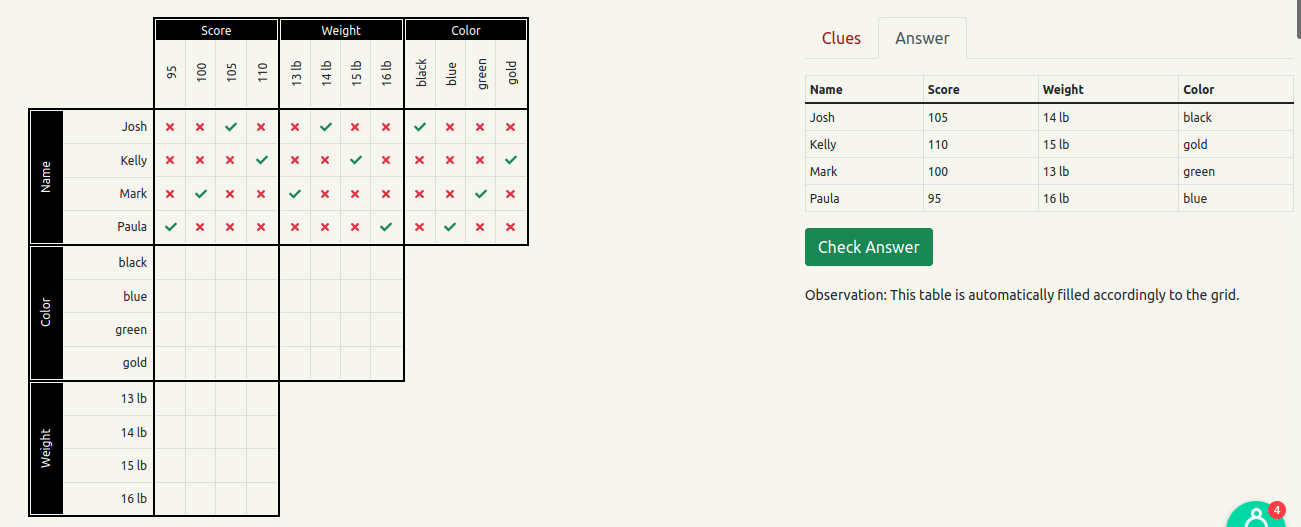 Score Weight Color
95 100 105 110 13 lb 14 lb 15 lb 16 lb black blue green gold
Name
Josh
Kelly
Mark
Paula
Color
black
blue
green
gold
Weight
13 lb
14 lb
15 lb
16 lb
Clues Answer
Name Score Weight Color
Josh 105 14 lb black
Kelly 110 15 lb gold
Mark 100 13 lb green
Paula 95 16 lb blue
Check Answer
Observation: This table is automatically filled accordingly to the grid.
4